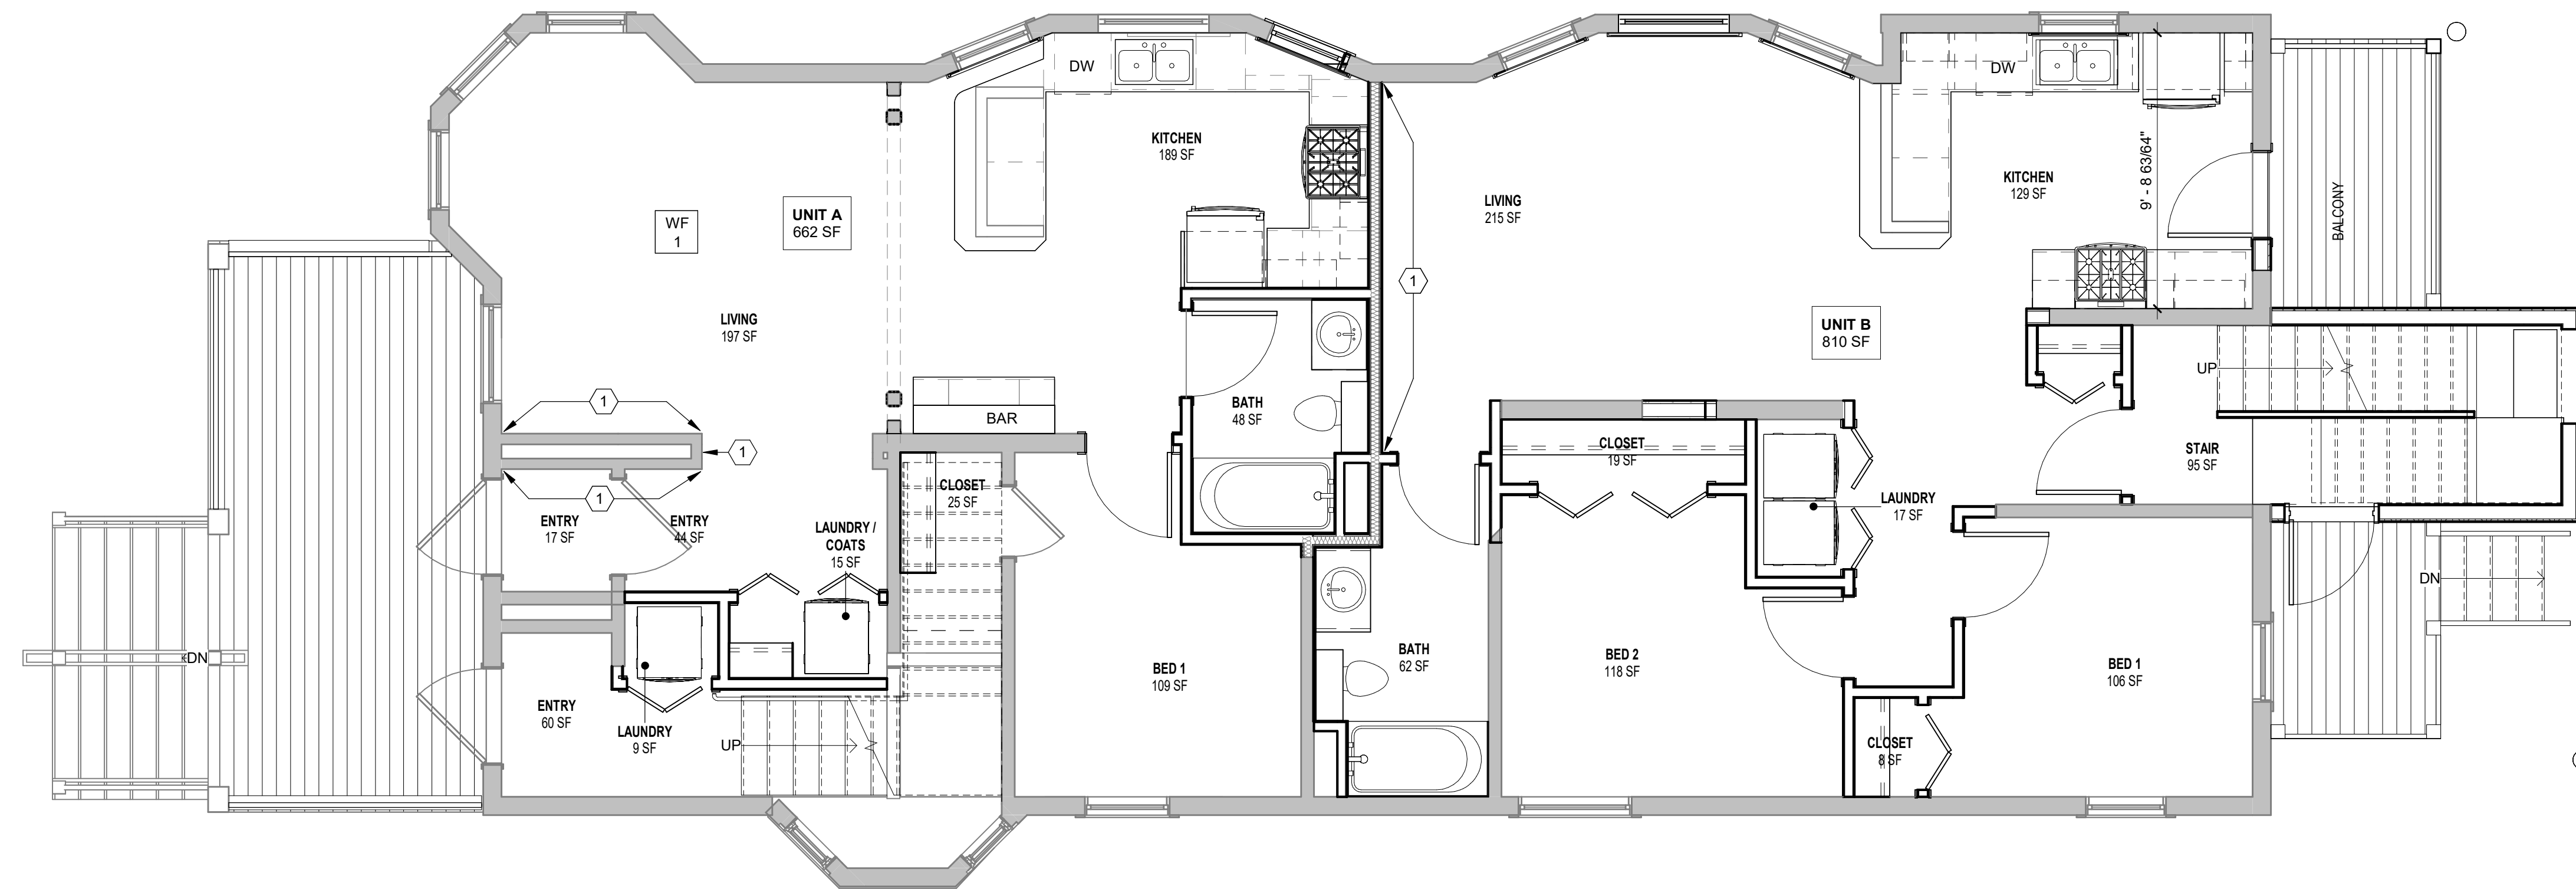 DW
DW
KITCHEN
189 SF
KITCHEN
129 SF
9' - 8 63/64"
BALCONY
LIVING
215 SF
WF
1
UNIT A
662 SF
1
LIVING
197 SF
UNIT B
810 SF
UP
1
BATH
48 SF
BAR
1
CLOSET
19 SF
STAIR
95 SF
CLOSET
25 SF
1
LAUNDRY
17 SF
ENTRY
17 SF
ENTRY
44 SF
LAUNDRY /
COATS
15 SF
DN
DN
BATH
62 SF
BED 2
118 SF
BED 1
109 SF
BED 1
106 SF
ENTRY
60 SF
LAUNDRY
9 SF
UP
CLOSET
8 SF